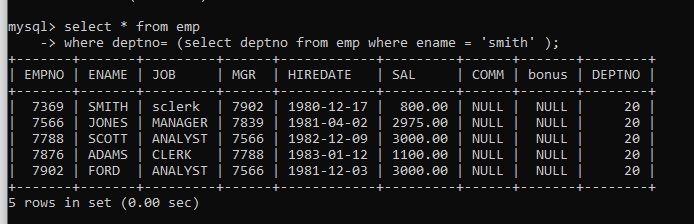 mysql> select * from emp
    -> where deptno= (select deptno from emp where ename = 'smith' );
+-------+-------+---------+------+------------+---------+------+-------+--------+
| EMPNO | ENAME | JOB     | MGR  | HIREDATE   | SAL     | COMM | bonus | DEPTNO |
+-------+-------+---------+------+------------+---------+------+-------+--------+
|  7369 | SMITH | sclerk  | 7902 | 1980-12-17 |  800.00 | NULL |  NULL |     20 |
|  7566 | JONES | MANAGER | 7839 | 1981-04-02 | 2975.00 | NULL |  NULL |     20 |
|  7788 | SCOTT | ANALYST | 7566 | 1982-12-09 | 3000.00 | NULL |  NULL |     20 |
|  7876 | ADAMS | CLERK   | 7788 | 1983-01-12 | 1100.00 | NULL |  NULL |     20 |
|  7902 | FORD  | ANALYST | 7566 | 1981-12-03 | 3000.00 | NULL |  NULL |     20 |
+-------+-------+---------+------+------------+---------+------+-------+--------+
5 rows in set (0.00 sec)